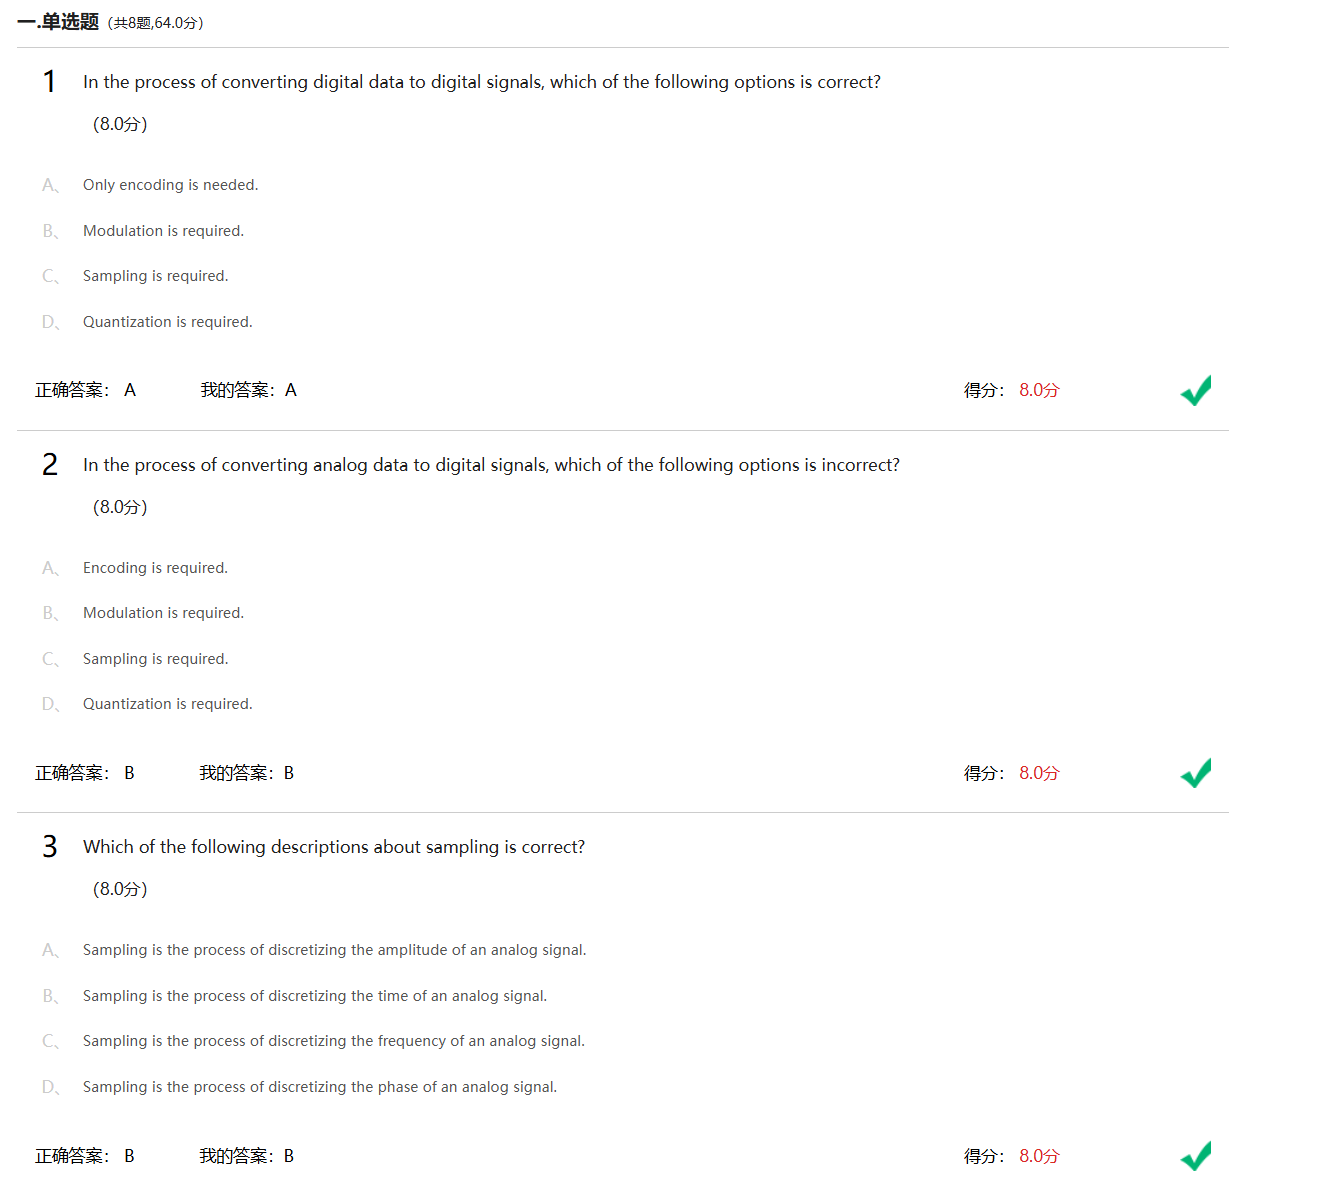 一.单选题（共8题,64.0分）
1 In the process of converting digital data to digital signals, which of the following options is correct?
（8.0分）
A、 Only encoding is needed.
B、 Modulation is required.
C、 Sampling is required.
D、 Quantization is required.
正确答案： A 我的答案：A 得分： 8.0分
2 In the process of converting analog data to digital signals, which of the following options is incorrect?
（8.0分）
A、 Encoding is required.
B、 Modulation is required.
C、 Sampling is required.
D、 Quantization is required.
正确答案： B 我的答案：B 得分： 8.0分
3 Which of the following descriptions about sampling is correct?
（8.0分）
A、 Sampling is the process of discretizing the amplitude of an analog signal.
B、 Sampling is the process of discretizing the time of an analog signal.
C、 Sampling is the process of discretizing the frequency of an analog signal.
D、 Sampling is the process of discretizing the phase of an analog signal.
正确答案： B 我的答案：B 得分： 8.0分